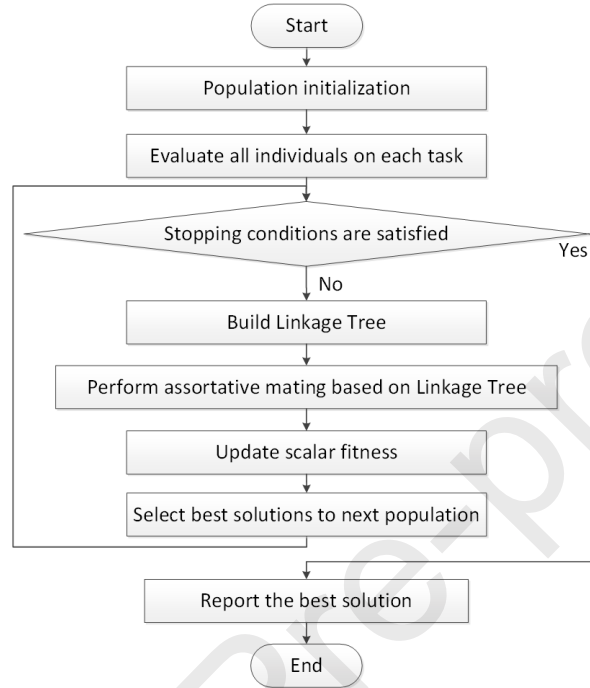 Start
Population initialization
Evaluate all individuals on each task
Stopping conditions are satisfied
Yes
No
Build Linkage Tree
Perform assortative mating based on Linkage Tree
Update scalar fitness
Select best solutions to next population
Report the best solution
End
Pre-pr